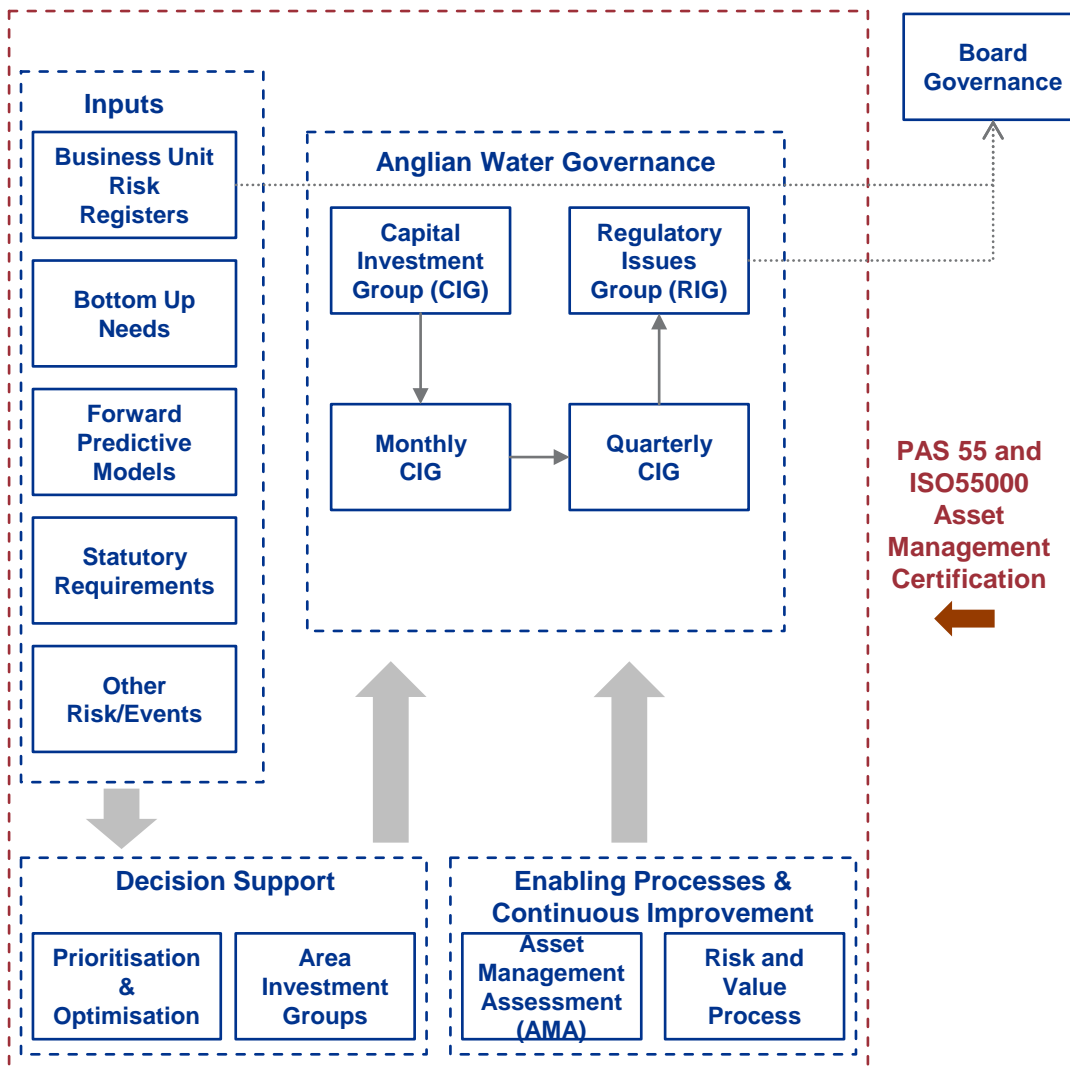 Board
Governance
Inputs
Business Unit
Risk
Registers
Bottom Up
Needs
Forward
Predictive
Models
Statutory
Requirements
Other
Risk/Events
Anglian Water Governance
Capital
Investment
Group (CIG)
Regulatory
Issues
Group (RIG)
Monthly
CIG
Quarterly
CIG
PAS 55 and
ISO55000
Asset
Management
Certification
Decision Support
Prioritisation
&
Optimisation
Area
Investment
Groups
Enabling Processes &
Continuous Improvement
Asset
Management
Assessment
(AMA)
Risk and
Value
Process